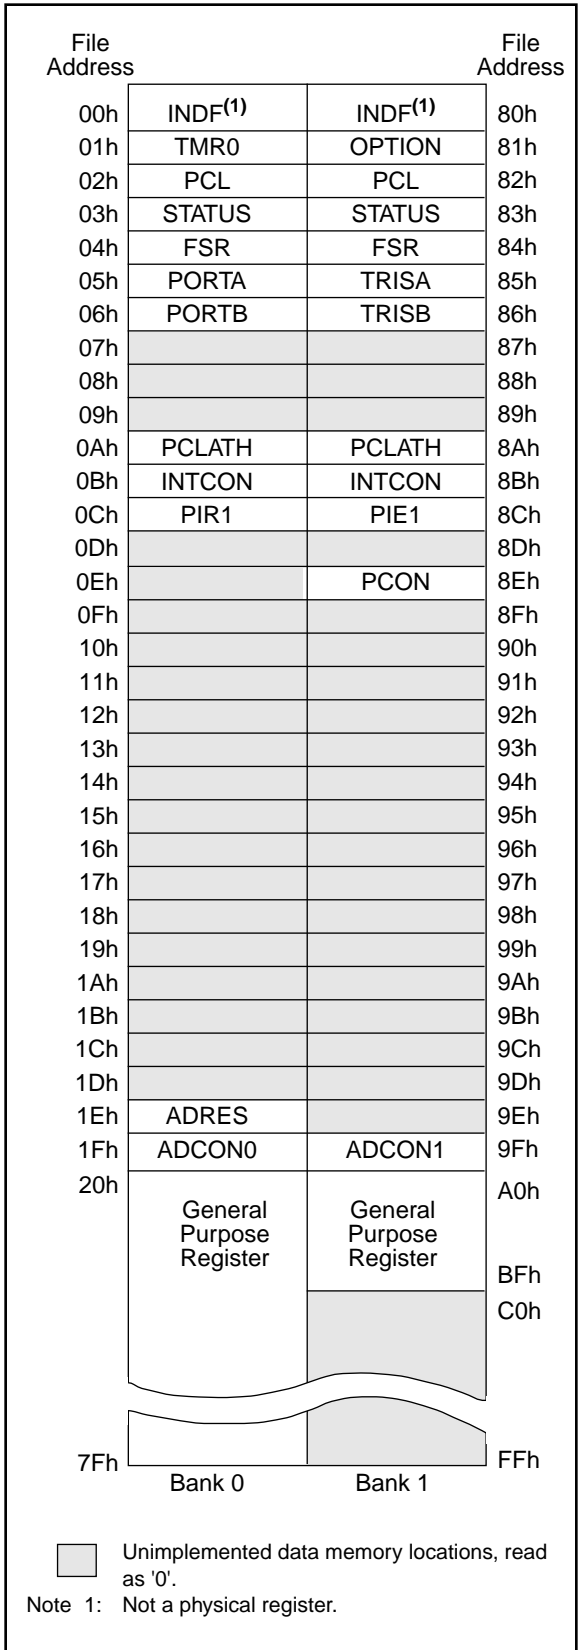 File Address File Address
00h INDF(1) INDF(1) 80h
01h TMR0 OPTION 81h
02h PCL PCL 82h
03h STATUS STATUS 83h
04h FSR FSR 84h
05h PORTA TRISA 85h
06h PORTB TRISB 86h
07h 87h
08h 88h
09h 89h
0Ah PCLATH PCLATH 8Ah
0Bh INTCON INTCON 8Bh
0Ch PIR1 PIE1 8Ch
0Dh 8Dh
0Eh PCON 8Eh
0Fh 8Fh
10h 90h
11h 91h
12h 92h
13h 93h
14h 94h
15h 95h
16h 96h
17h 97h
18h 98h
19h 99h
1Ah 9Ah
1Bh 9Bh
1Ch 9Ch
1Dh 9Dh
1Eh ADRES 9Eh
1Fh ADCON0 ADCON1 9Fh
20h A0h
General General
Purpose Purpose
Register Register
BFh
C0h
7Fh FFh
Bank 0 Bank 1
Unimplemented data memory locations, read
as '0'.
Note 1: Not a physical register.